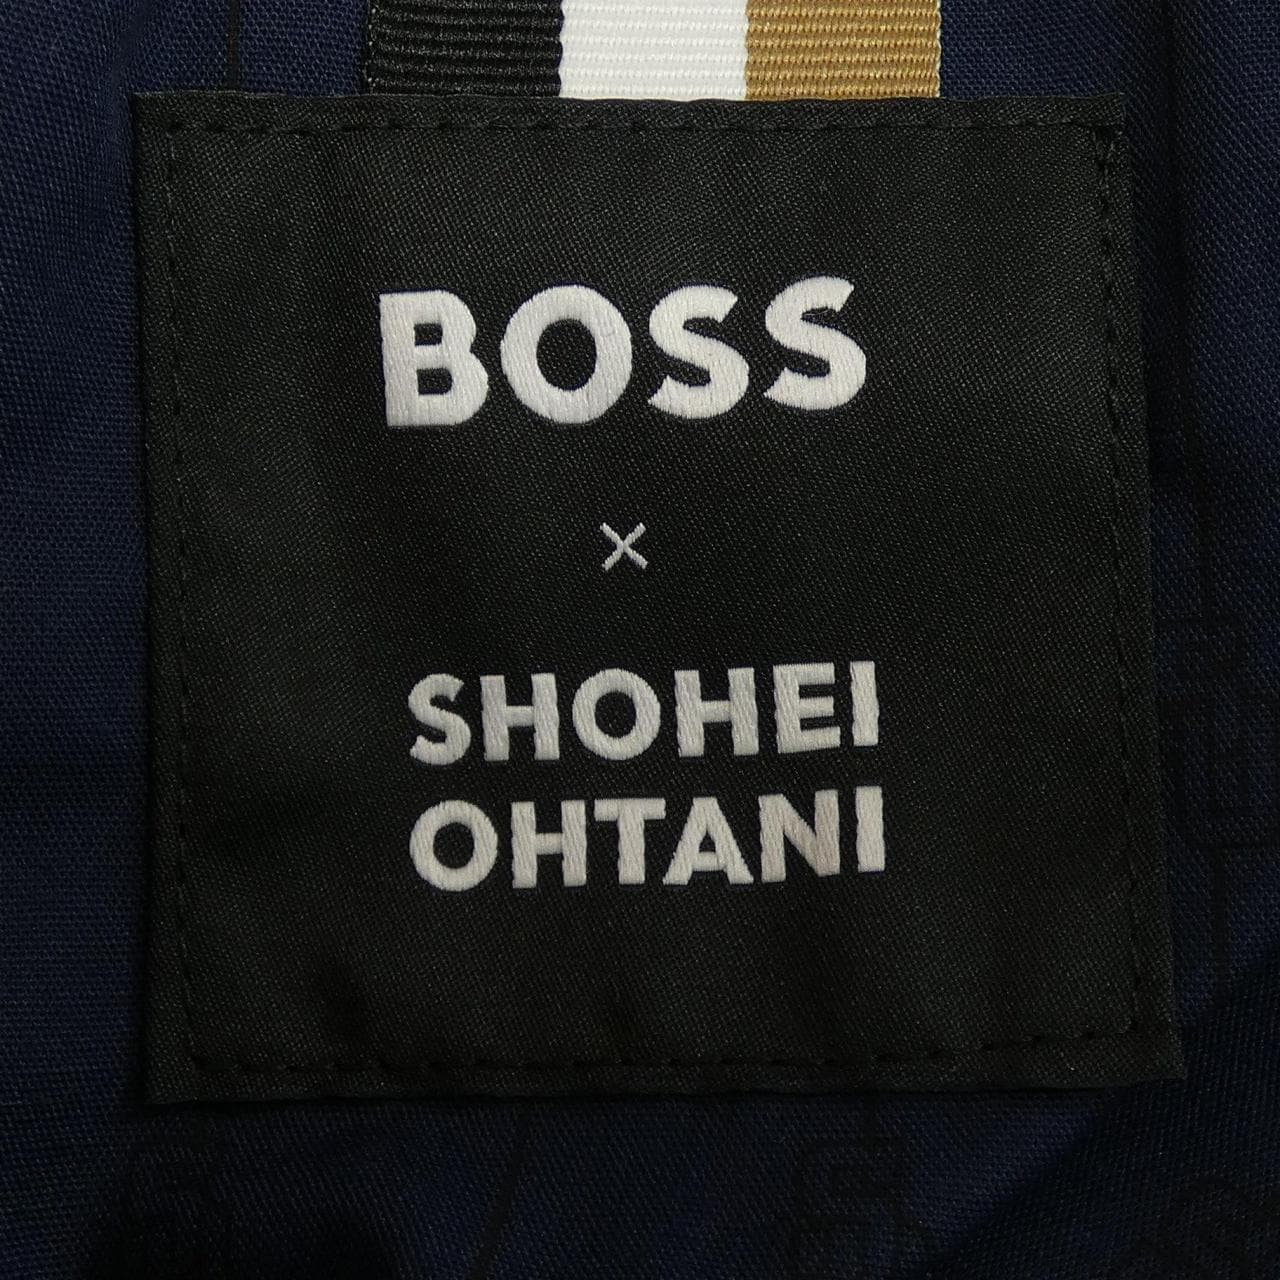 BOSS
×
SHOHEI
OHTANI